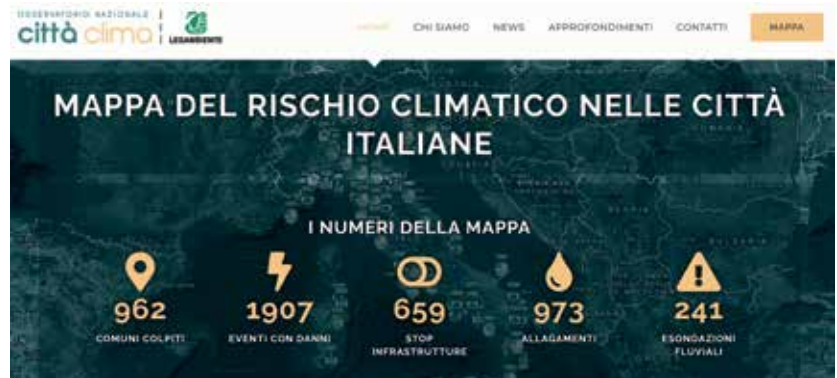 OSSERVATORIO NAZIONALE
città clima
LEGAMBIENTE
CHI SIAMO NEWS APPROFONDIMENTI CONTATTI MAPPA
MAPPA DEL RISCHIO CLIMATICO NELLE CITTÀ
ITALIANE
I NUMERI DELLA MAPPA
962 1907 659 973 241
COMUNI COLPITI EVENTI CON DANNI STOP ALLAGAMENTI ESONDAZIONI
INFRASTRUTTURE FLUVIALI